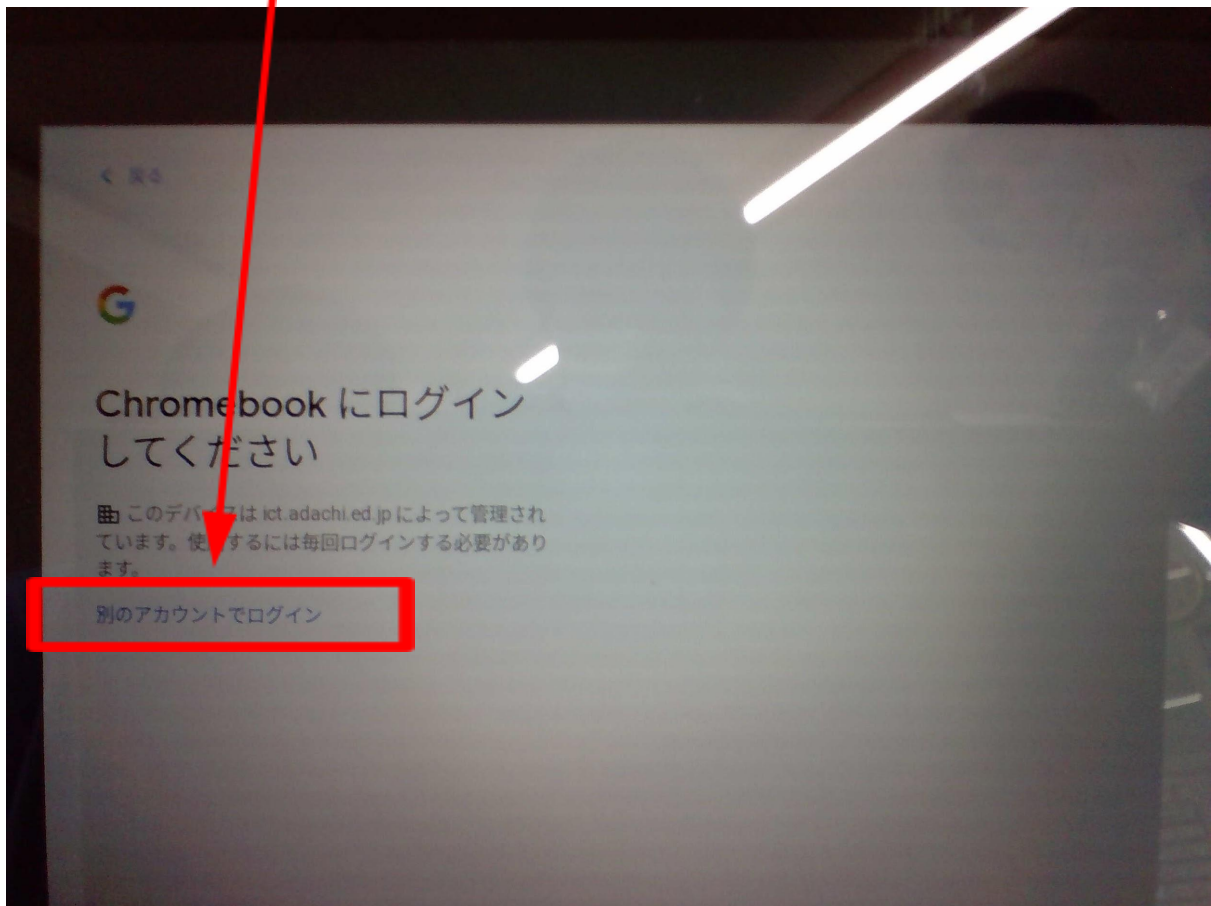 戻る
Chromebook にログイン
してください
このデバイスは ict.adachi.ed.jp によって管理され
ています。使用するには毎回ログインする必要があり
ます。
別のアカウントでログイン